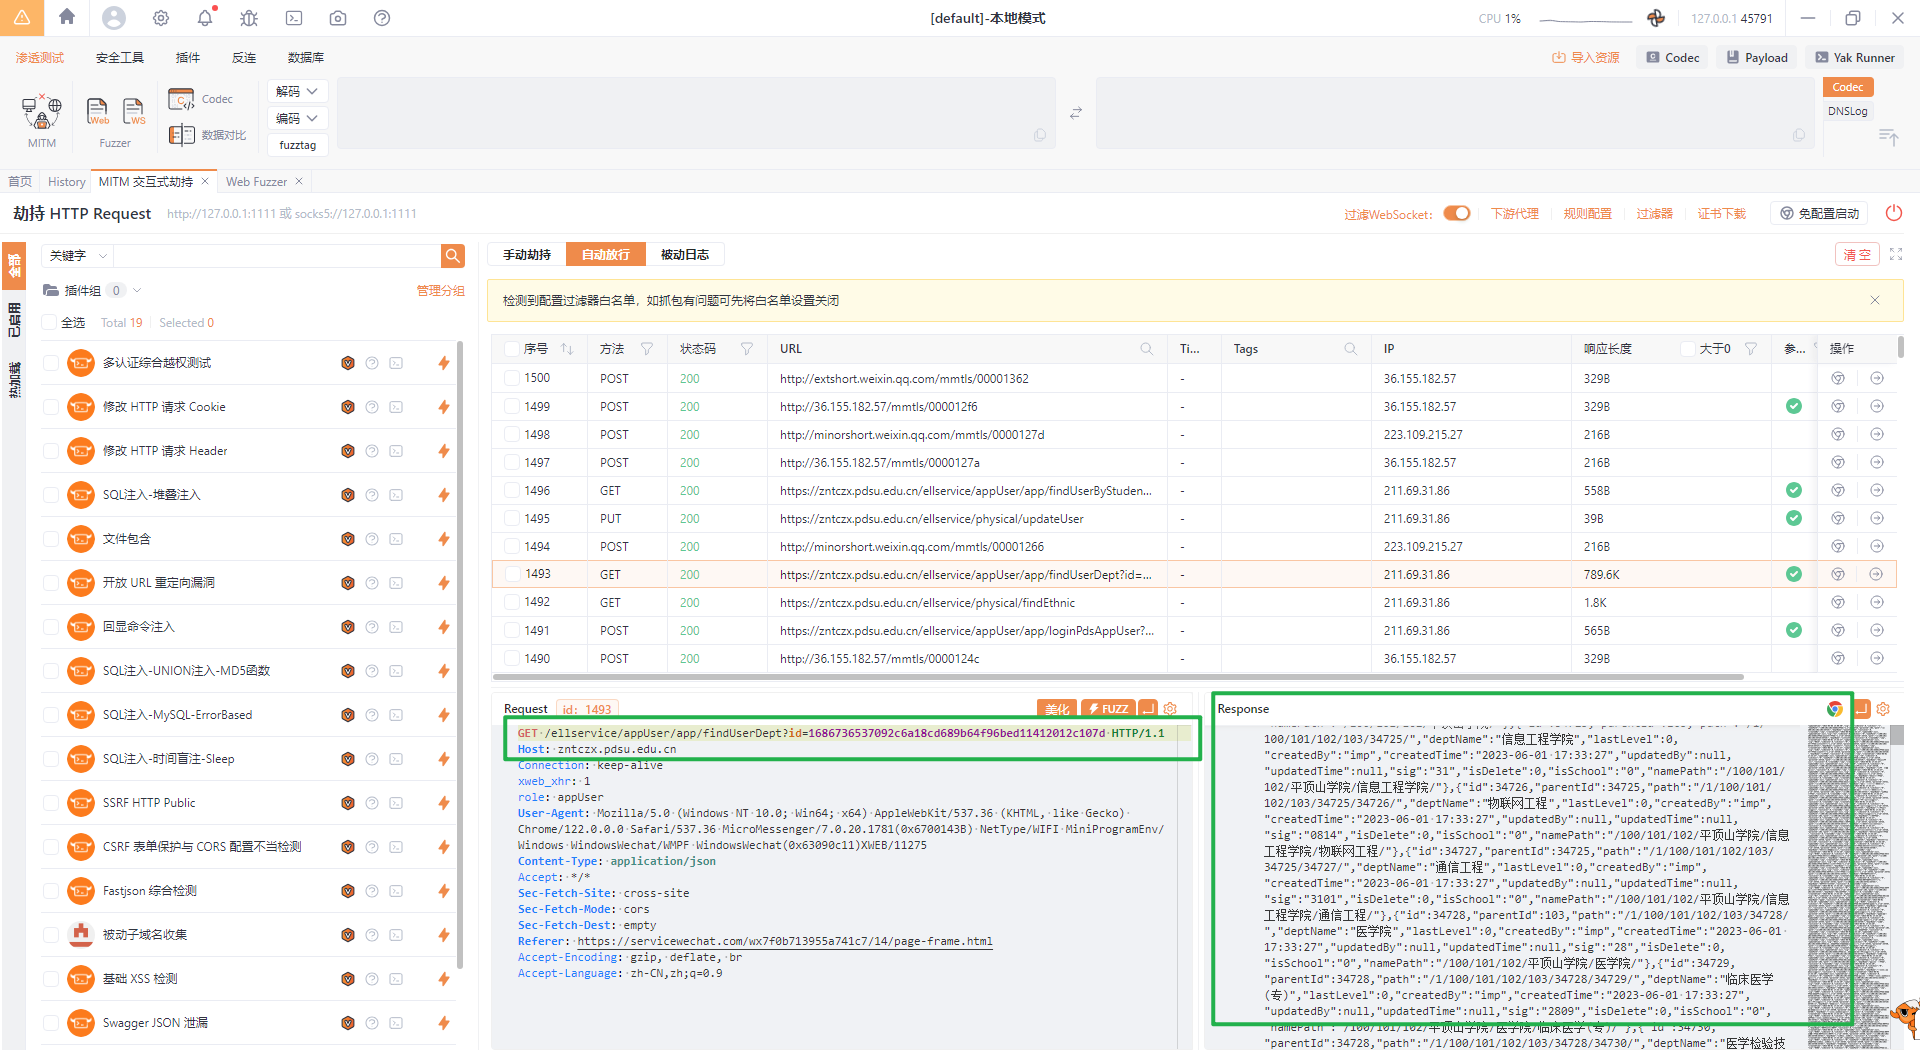 [default]-本地模式
CPU 1%
127.0.0.1 45791
渗透测试 安全工具 插件 反连 数据库
导入资源 Codec Payload Yak Runner
MITM
Web
WS
Fuzzer
Codec
数据对比
解码
编码
fuzztag
Codec
DNSLog
首页 History MITM 交互式劫持 Web Fuzzer
劫持 HTTP Request http://127.0.0.1:1111 或 socks5://127.0.0.1:1111
过滤WebSocket: 下游代理 规则配置 过滤器 证书下载 免配置启动
全部
已启用
热加载
关键字
插件组 0 管理分组
全选 Total 19 Selected 0
多认证综合越权测试
修改 HTTP 请求 Cookie
修改 HTTP 请求 Header
SQL注入-堆叠注入
文件包含
开放 URL 重定向漏洞
回显命令注入
SQL注入-UNION注入-MD5函数
SQL注入-MySQL-ErrorBased
SQL注入-时间盲注-Sleep
SSRF HTTP Public
CSRF 表单保护与 CORS 配置不当检测
Fastjson 综合检测
被动子域名收集
基础 XSS 检测
Swagger JSON 泄漏
手动劫持 自动放行 被动日志 清 空
检测到配置过滤器白名单，如抓包有问题可先将白名单设置关闭
序号 方法 状态码 URL Ti... Tags IP 响应长度 大于0 参... 操作
1500 POST 200 http://extshort.weixin.qq.com/mmtls/00001362 - 36.155.182.57 329B
1499 POST 200 http://36.155.182.57/mmtls/000012f6 - 36.155.182.57 329B
1498 POST 200 http://minorshort.weixin.qq.com/mmtls/0000127d - 223.109.215.27 216B
1497 POST 200 http://36.155.182.57/mmtls/0000127a - 36.155.182.57 216B
1496 GET 200 https://zntczx.pdsu.edu.cn/ellservice/appUser/app/findUserByStuden... - 211.69.31.86 558B
1495 PUT 200 https://zntczx.pdsu.edu.cn/ellservice/physical/updateUser - 211.69.31.86 39B
1494 POST 200 http://minorshort.weixin.qq.com/mmtls/00001266 - 223.109.215.27 216B
1493 GET 200 https://zntczx.pdsu.edu.cn/ellservice/appUser/app/findUserDept?id=... - 211.69.31.86 789.6K
1492 GET 200 https://zntczx.pdsu.edu.cn/ellservice/physical/findEthnic - 211.69.31.86 1.8K
1491 POST 200 https://zntczx.pdsu.edu.cn/ellservice/appUser/app/loginPdsAppUser?... - 211.69.31.86 565B
1490 POST 200 http://36.155.182.57/mmtls/0000124c - 36.155.182.57 329B
Request id: 1493 美化 FUZZ
GET /ellservice/appUser/app/findUserDept?id=1686736537092c6a18cd689b64f96bed11412012c107d HTTP/1.1
Host: zntczx.pdsu.edu.cn
Connection: keep-alive
xweb_xhr: 1
role: appUser
User-Agent: Mozilla/5.0 (Windows NT 10.0; Win64; x64) AppleWebKit/537.36 (KHTML, like Gecko)
Chrome/122.0.0.0 Safari/537.36 MicroMessenger/7.0.20.1781(0x6700143B) NetType/WIFI MiniProgramEnv/
Windows WindowsWechat/WMPF WindowsWechat(0x63090c11)XWEB/11275
Content-Type: application/json
Accept: */*
Sec-Fetch-Site: cross-site
Sec-Fetch-Mode: cors
Sec-Fetch-Dest: empty
Referer: https://servicewechat.com/wx7f0b713955a741c7/14/page-frame.html
Accept-Encoding: gzip, deflate, br
Accept-Language: zh-CN,zh;q=0.9
Response
100/101/102/103/34725/","deptName":"信息工程学院","lastLevel":0,
"createdBy":"imp","createdTime":"2023-06-01 17:33:27","updatedBy":null,
"updatedTime":null,"sig":"31","isDelete":0,"isSchool":"0","namePath":"/100/101/
102/平顶山学院/信息工程学院/"},{"id":34726,"parentId":34725,"path":"/1/100/101/
102/103/34725/34726/","deptName":"物联网工程","lastLevel":0,"createdBy":"imp",
"createdTime":"2023-06-01 17:33:27","updatedBy":null,"updatedTime":null,
"sig":"0814","isDelete":0,"isSchool":"0","namePath":"/100/101/102/平顶山学院/信息
工程学院/物联网工程/"},{"id":34727,"parentId":34725,"path":"/1/100/101/102/103/
34725/34727/","deptName":"通信工程","lastLevel":0,"createdBy":"imp",
"createdTime":"2023-06-01 17:33:27","updatedBy":null,"updatedTime":null,
"sig":"3101","isDelete":0,"isSchool":"0","namePath":"/100/101/102/平顶山学院/信息
工程学院/通信工程/"},{"id":34728,"parentId":103,"path":"/1/100/101/102/103/34728/
","deptName":"医学院","lastLevel":0,"createdBy":"imp","createdTime":"2023-06-01
17:33:27","updatedBy":null,"updatedTime":null,"sig":"28","isDelete":0,
"isSchool":"0","namePath":"/100/101/102/平顶山学院/医学院/"},{"id":34729,
"parentId":34728,"path":"/1/100/101/102/103/34728/34729/","deptName":"临床医学
(专)","lastLevel":0,"createdBy":"imp","createdTime":"2023-06-01 17:33:27",
"updatedBy":null,"updatedTime":null,"sig":"2809","isDelete":0,"isSchool":"0",
"namePath":"/100/101/102/平顶山学院/医学院/临床医学(专)/"},{"id":34730,
"parentId":34728,"path":"/1/100/101/102/103/34728/34730/","deptName":"医学检验技